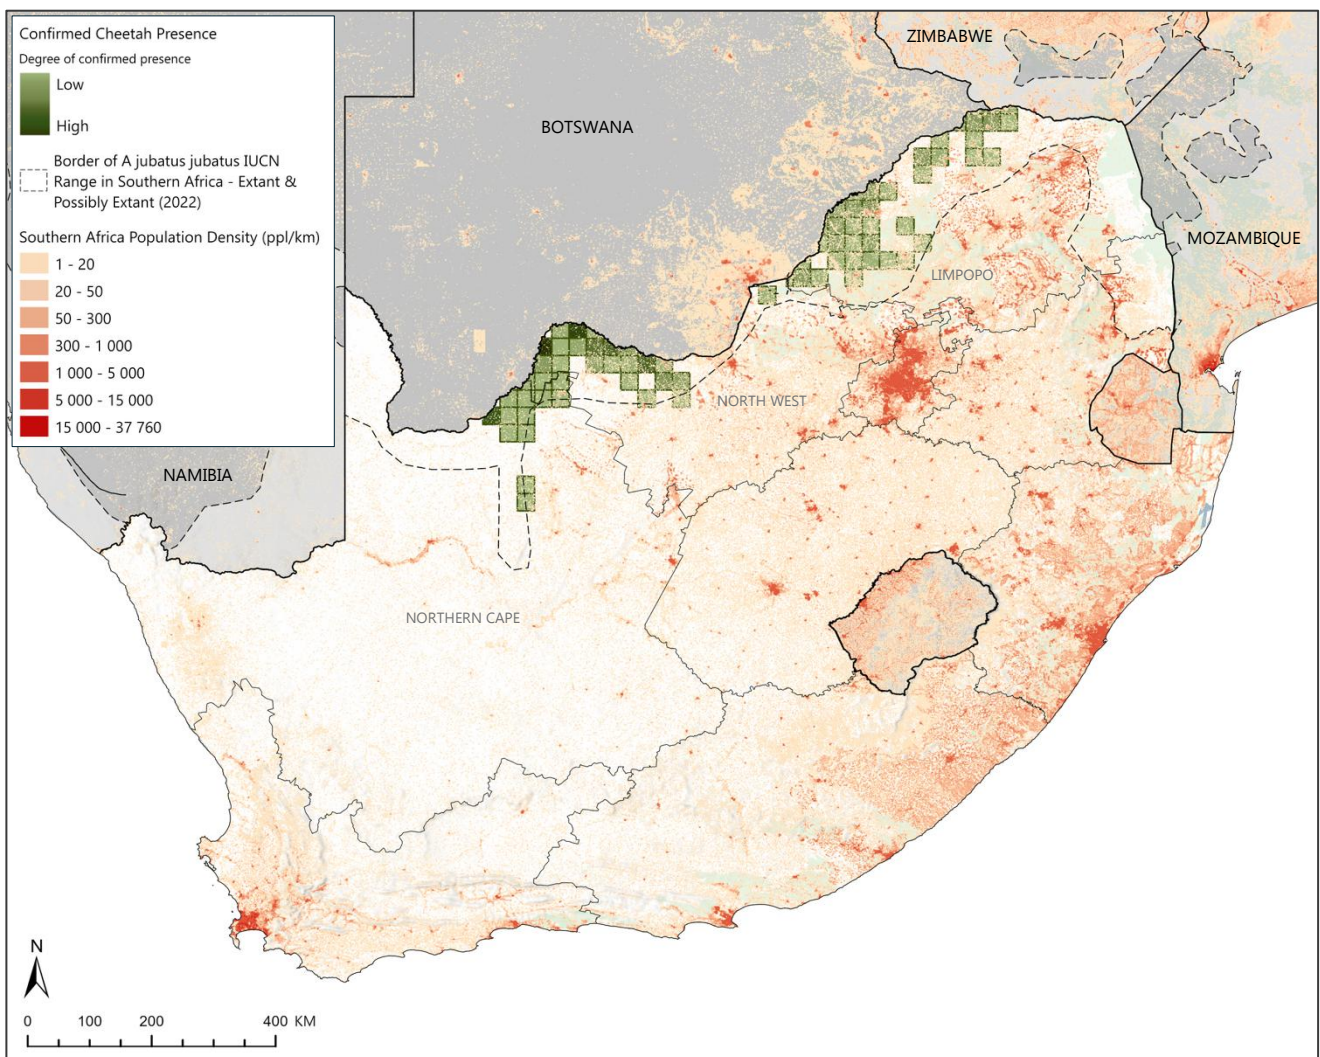 Confirmed Cheetah Presence
Degree of confirmed presence
Low
High
Border of A jubatus jubatus IUCN
Range in Southern Africa - Extant &
Possibly Extant (2022)
Southern Africa Population Density (ppl/km)
1 - 20
20 - 50
50 - 300
300 - 1 000
1 000 - 5 000
5 000 - 15 000
15 000 - 37 760
ZIMBABWE
BOTSWANA
MOZAMBIQUE
LIMPOPO
NORTH WEST
NAMIBIA
NORTHERN CAPE
N
0 100 200 400 KM